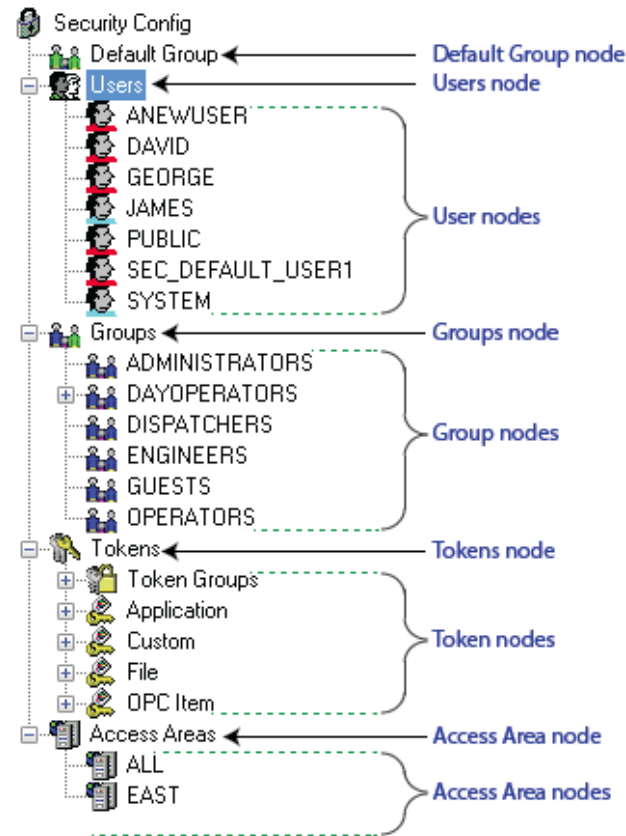 Security Config
Default Group Default Group node
Users Users node
ANEWUSER
DAVID
GEORGE
JAMES
PUBLIC
User nodes
SEC_DEFAULT_USER1
SYSTEM
Groups Groups node
ADMINISTRATORS
DAYOPERATORS
DISPATCHERS
Group nodes
ENGINEERS
GUESTS
OPERATORS
Tokens Tokens node
Token Groups
Application
Custom Token nodes
File
OPC Item
Access Areas Access Area node
ALL
EAST Access Area nodes